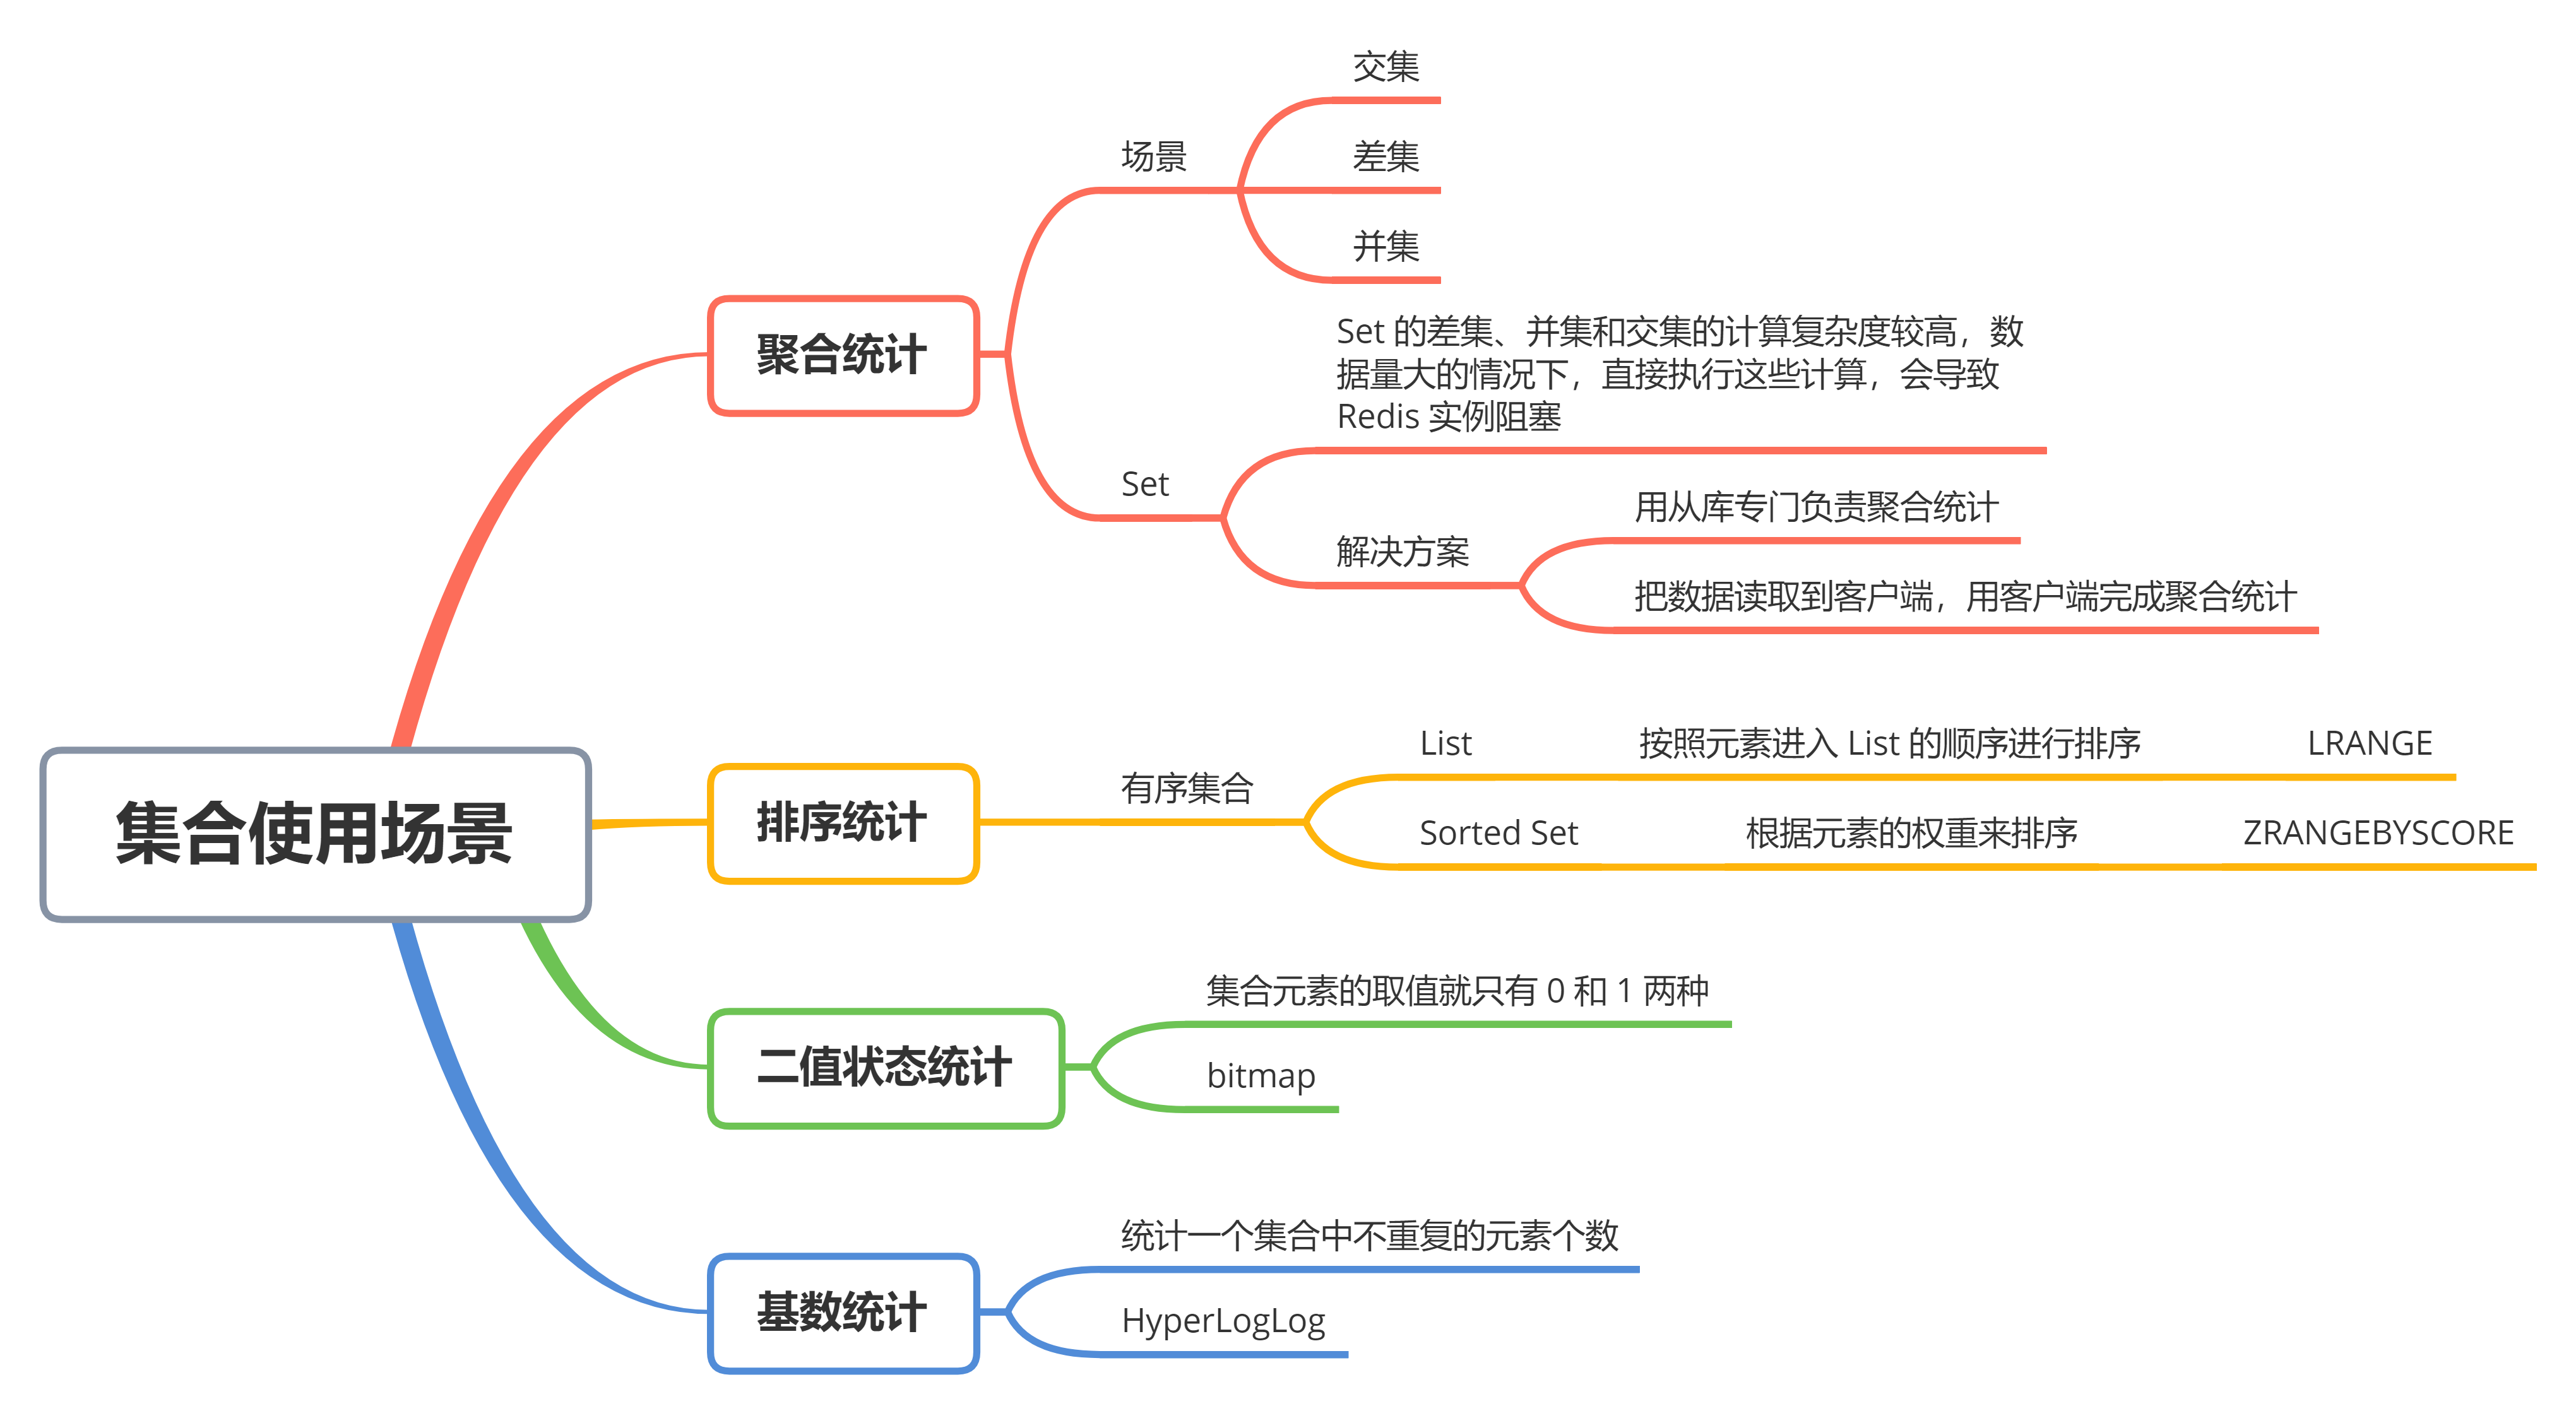 集合使用场景
聚合统计
场景
交集
差集
并集
Set
Set 的差集、并集和交集的计算复杂度较高，数
据量大的情况下，直接执行这些计算，会导致
Redis 实例阻塞
解决方案
用从库专门负责聚合统计
把数据读取到客户端，用客户端完成聚合统计
排序统计
有序集合
List
按照元素进入 List 的顺序进行排序
LRANGE
Sorted Set
根据元素的权重来排序
ZRANGEBYSCORE
二值状态统计
集合元素的取值就只有 0 和 1 两种
bitmap
基数统计
统计一个集合中不重复的元素个数
HyperLogLog